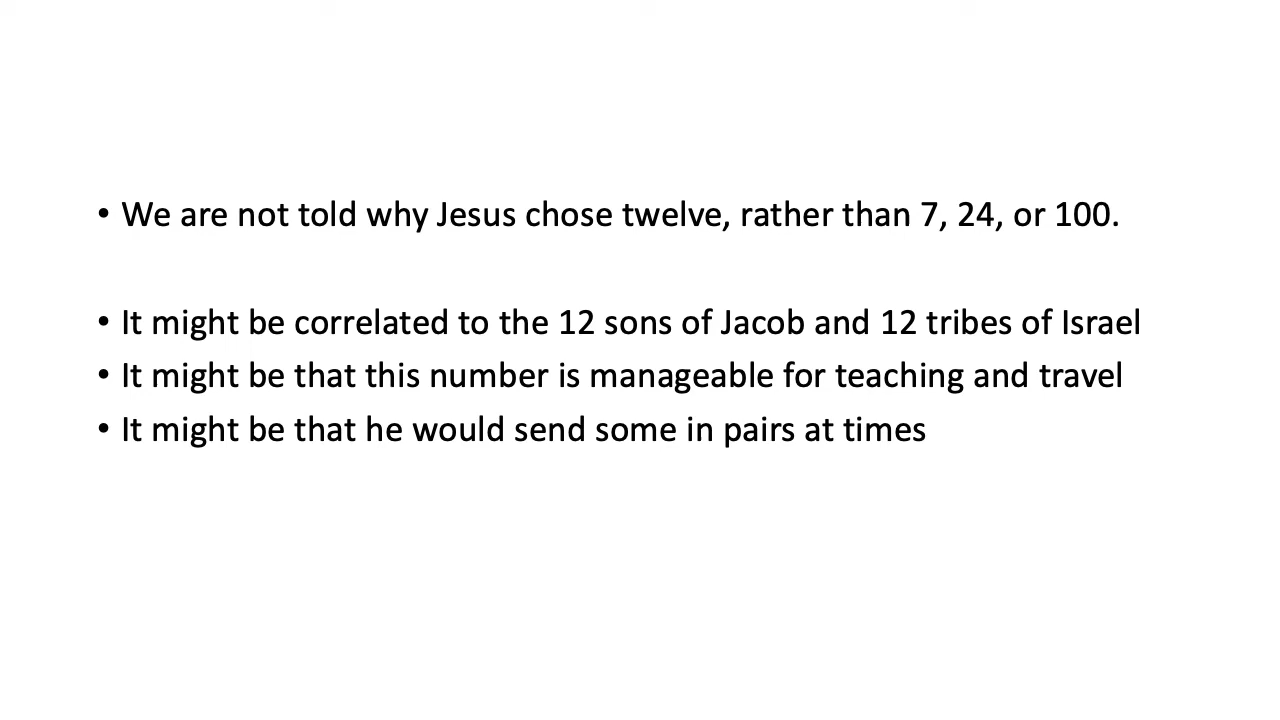 • We are not told why Jesus chose twelve, rather than 7, 24, or 100.
• It might be correlated to the 12 sons of Jacob and 12 tribes of Israel
• It might be that this number is manageable for teaching and travel
• It might be that he would send some in pairs at times